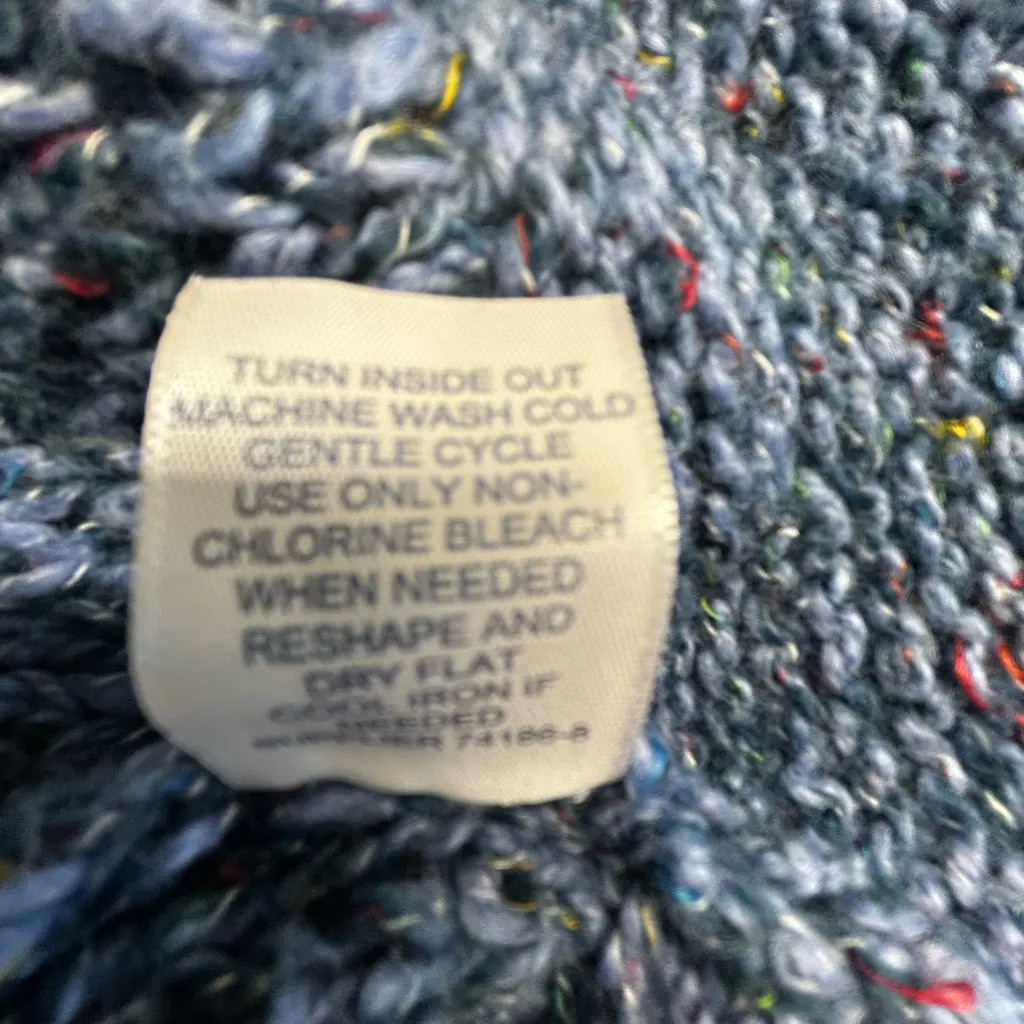 TURN INSIDE OUT
MACHINE WASH COLD
GENTLE CYCLE
USE ONLY NON-
CHLORINE BLEACH
WHEN NEEDED
RESHAPE AND
DRY FLAT
COOL IRON IF
NEEDED